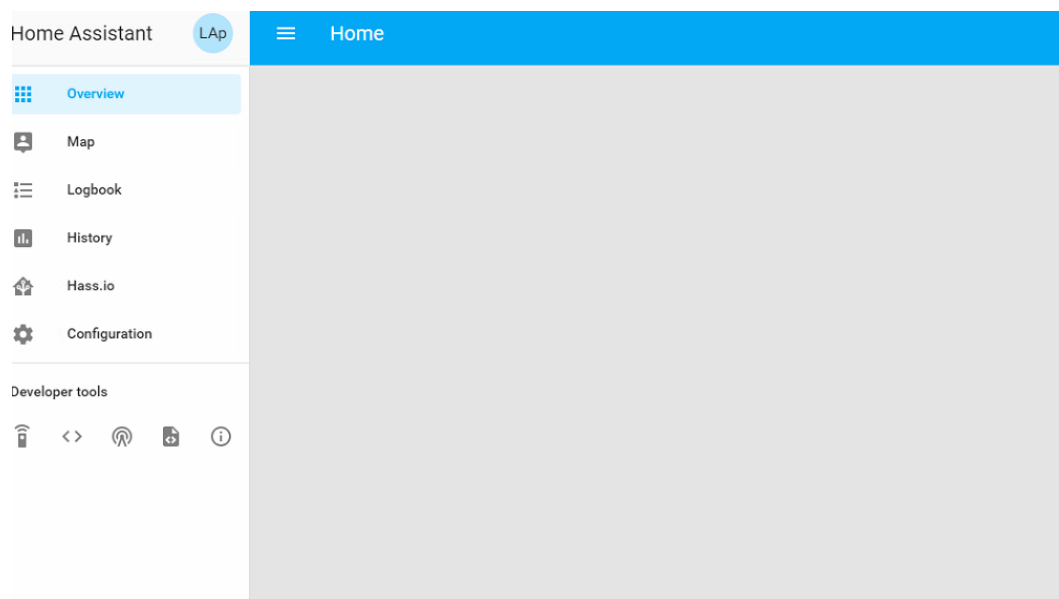 Home Assistant
LAp
Home
Overview
Map
Logbook
History
Hass.io
Configuration
Developer tools